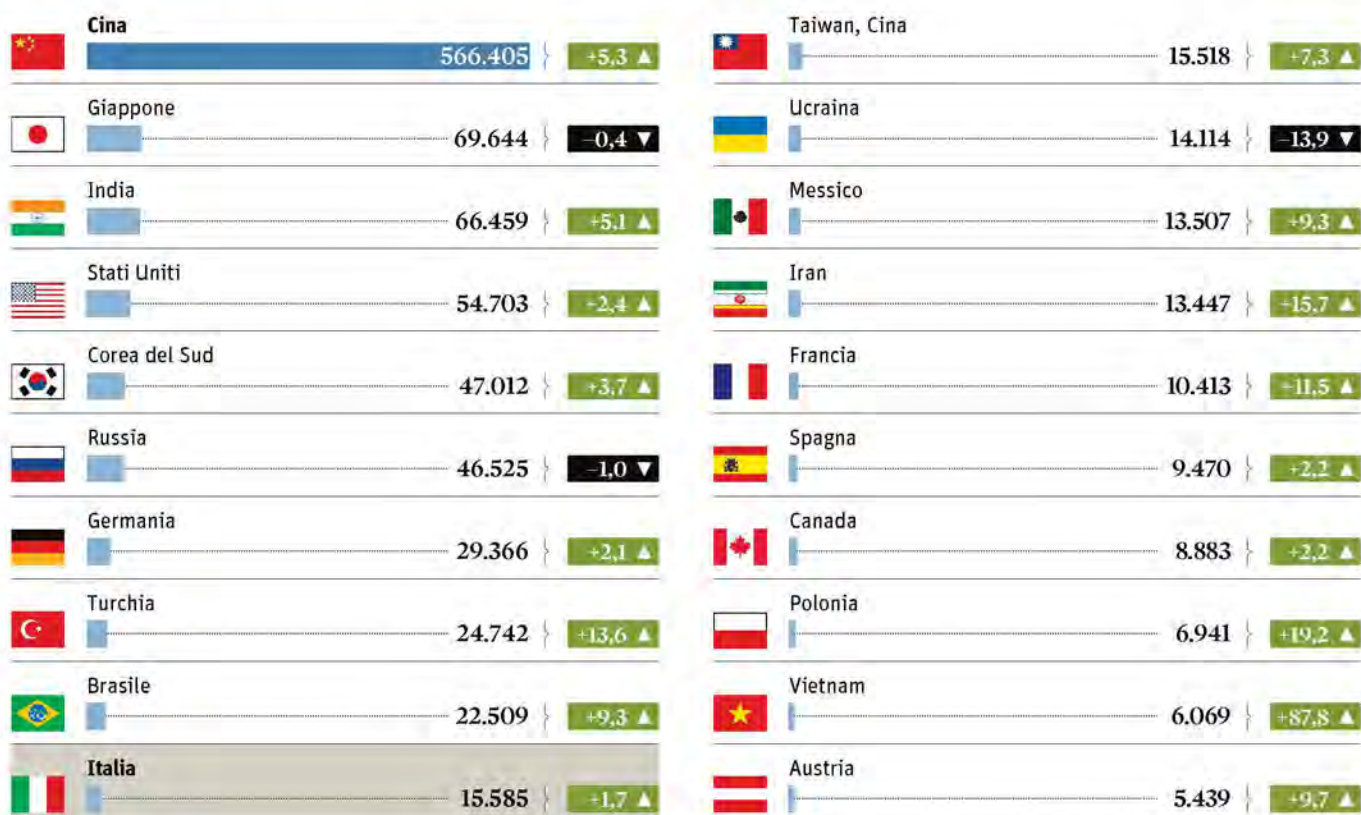 Cina
566.405 +5,3 ▲
Giappone
69.644 –0,4 ▼
India
66.459 +5,1 ▲
Stati Uniti
54.703 +2,4 ▲
Corea del Sud
47.012 +3,7 ▲
Russia
46.525 –1,0 ▼
Germania
29.366 +2,1 ▲
Turchia
24.742 +13,6 ▲
Brasile
22.509 +9,3 ▲
Italia
15.585 +1,7 ▲
Taiwan, Cina
15.518 +7,3 ▲
Ucraina
14.114 –13,9 ▼
Messico
13.507 +9,3 ▲
Iran
13.447 +15,7 ▲
Francia
10.413 +11,5 ▲
Spagna
9.470 +2,2 ▲
Canada
8.883 +2,2 ▲
Polonia
6.941 +19,2 ▲
Vietnam
6.069 +87,8 ▲
Austria
5.439 +9,7 ▲